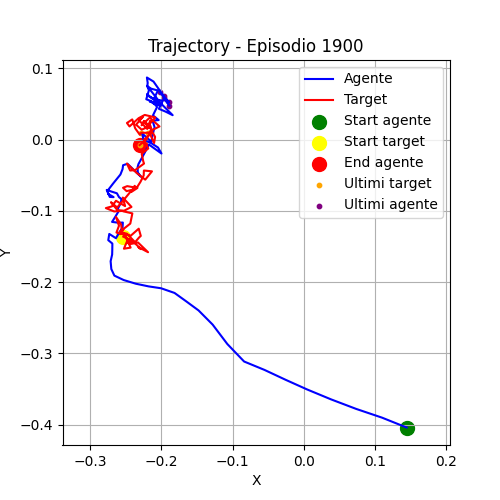 Trajectory - Episodio 1900
Agente
Target
Start agente
Start target
End agente
Ultimi target
Ultimi agente
0.1
0.0
−0.1
−0.2
−0.3
−0.4
Y
−0.3
−0.2
−0.1
0.0
0.1
0.2
X